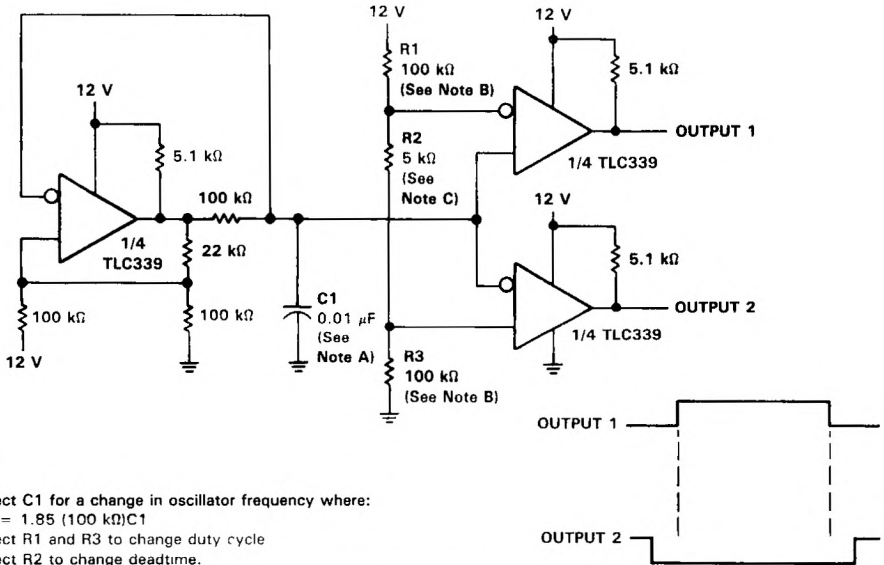 12 V
5.1 kΩ
100 kΩ
22 kΩ
1/4
TLC339
100 kΩ
12 V
100 kΩ
C1
0.01 μF
(See
Note A)
12 V
R1
100 kΩ
(See Note B)
R2
5 kΩ
(See
Note C)
R3
100 kΩ
(See Note B)
12 V
5.1 kΩ
OUTPUT 1
1/4 TLC339
12 V
5.1 kΩ
OUTPUT 2
1/4 TLC339
OUTPUT 1
OUTPUT 2
ect C1 for a change in oscillator frequency where:
= 1.85 (100 kΩ)C1
ect R1 and R3 to change duty cycle
ect R2 to change deadtime.